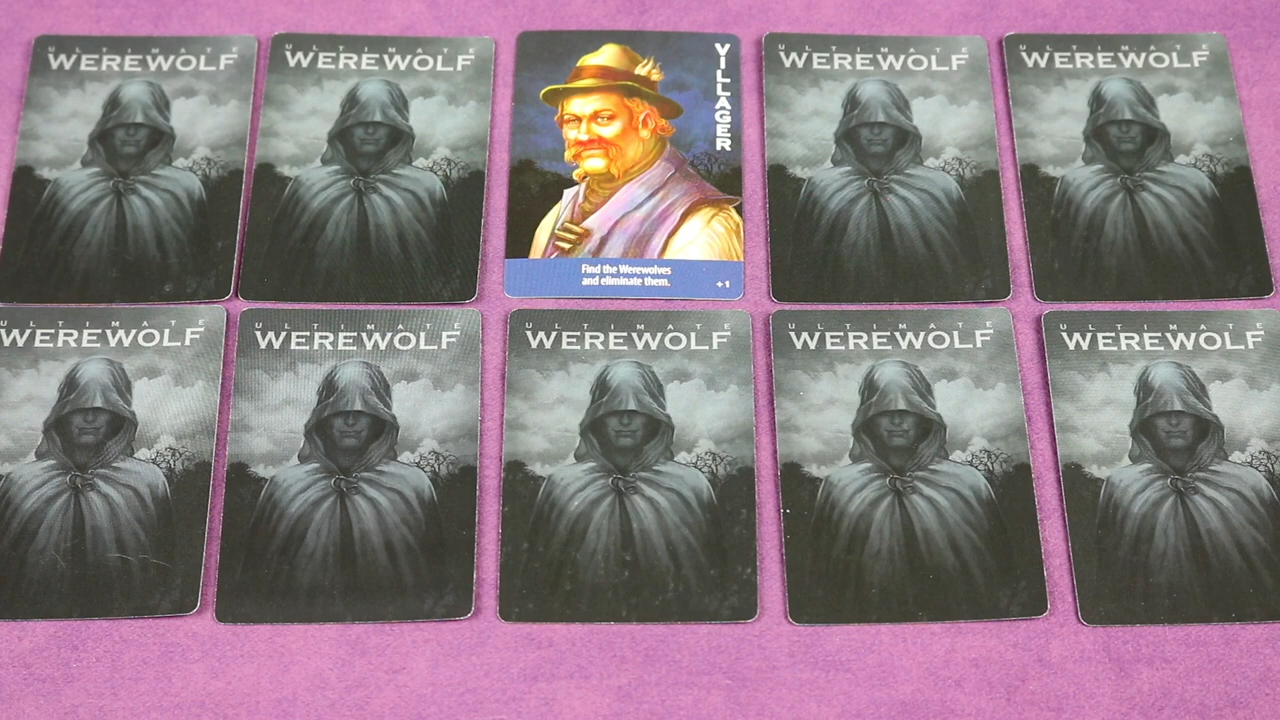 ULTIMATE
WEREWOLF
ULTIMATE
WEREWOLF
VILLAGER
Find the Werewolves
and eliminate them.
+1
ULTIMATE
WEREWOLF
ULTIMATE
WEREWOLF
ULTIMATE
WEREWOLF
ULTIMATE
WEREWOLF
ULTIMATE
WEREWOLF
ULTIMATE
WEREWOLF
ULTIMATE
WEREWOLF